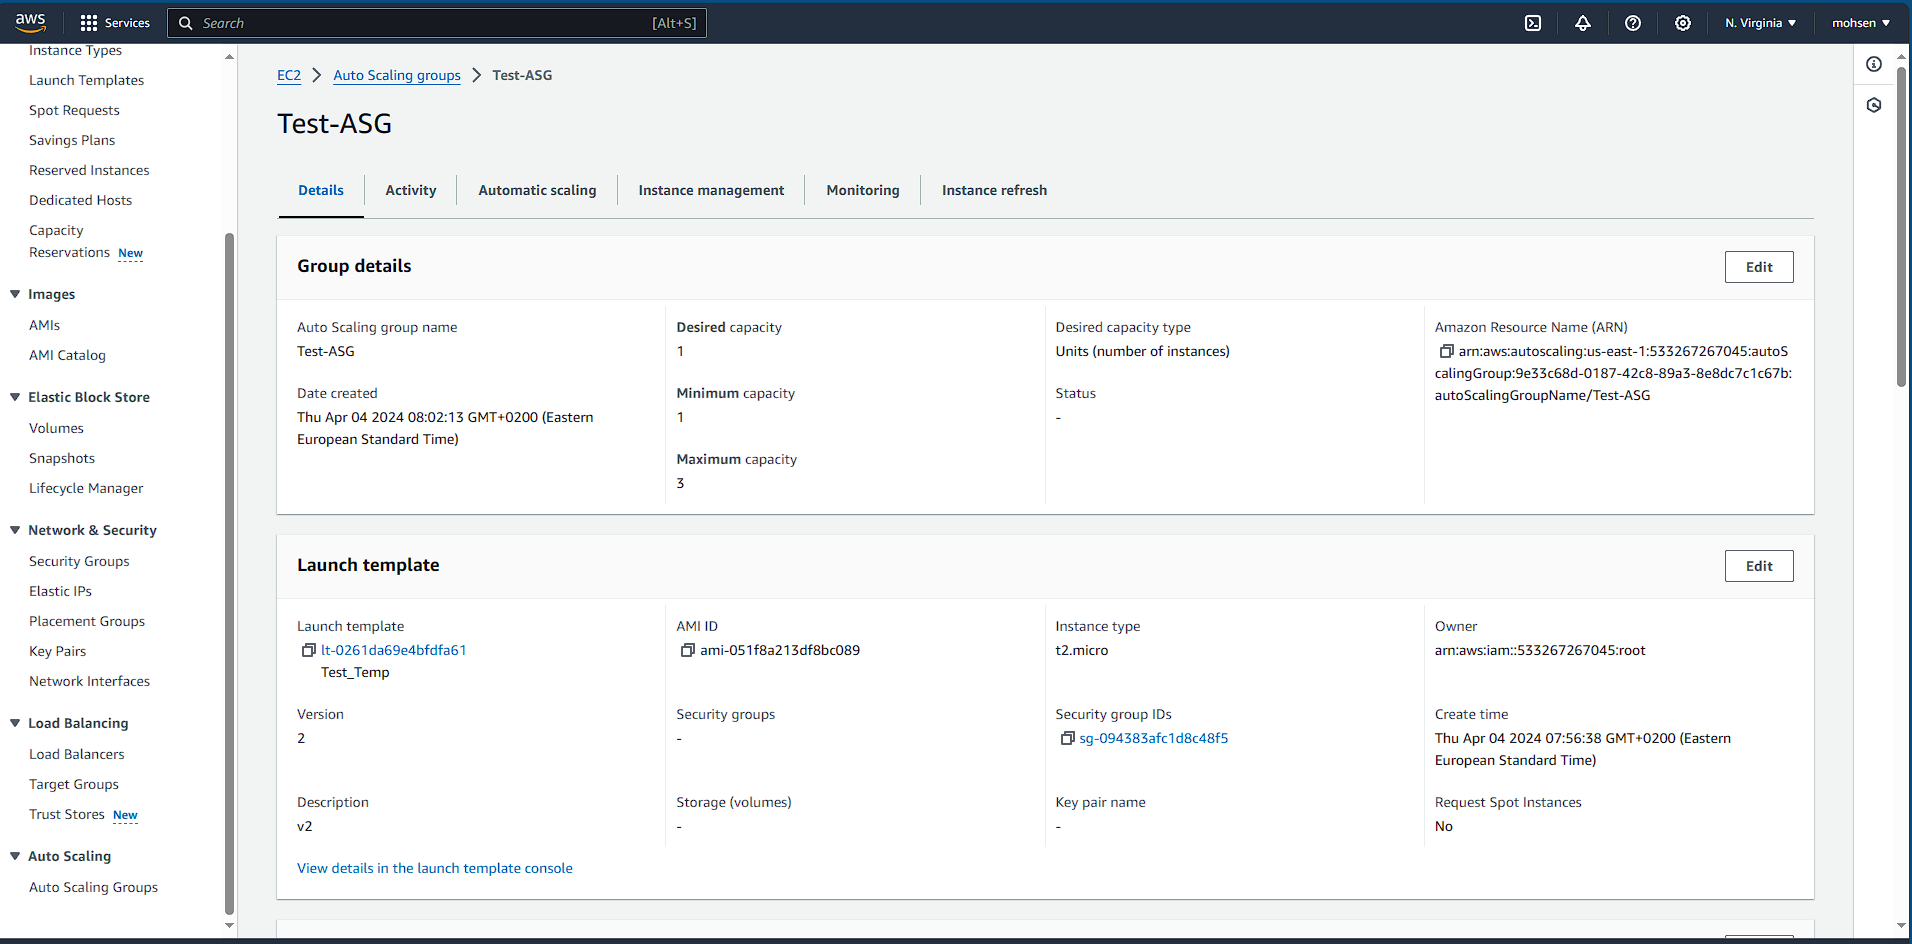 aws
Services
Search
[Alt+S]
N. Virginia
mohsen
Instance Types
Launch Templates
Spot Requests
Savings Plans
Reserved Instances
Dedicated Hosts
Capacity
Reservations New
Images
AMIs
AMI Catalog
Elastic Block Store
Volumes
Snapshots
Lifecycle Manager
Network & Security
Security Groups
Elastic IPs
Placement Groups
Key Pairs
Network Interfaces
Load Balancing
Load Balancers
Target Groups
Trust Stores New
Auto Scaling
Auto Scaling Groups
EC2 > Auto Scaling groups > Test-ASG
Test-ASG
Details
Activity
Automatic scaling
Instance management
Monitoring
Instance refresh
Group details
Edit
Auto Scaling group name
Test-ASG
Date created
Thu Apr 04 2024 08:02:13 GMT+0200 (Eastern
European Standard Time)
Desired capacity
1
Minimum capacity
1
Maximum capacity
3
Desired capacity type
Units (number of instances)
Status
-
Amazon Resource Name (ARN)
arn:aws:autoscaling:us-east-1:533267267045:autoS
calingGroup:9e33c68d-0187-42c8-89a3-8e8dc7c1c67b:
autoScalingGroupName/Test-ASG
Launch template
Edit
Launch template
lt-0261da69e4bfdfa61
Test_Temp
AMI ID
ami-051f8a213df8bc089
Instance type
t2.micro
Owner
arn:aws:iam::533267267045:root
Version
2
Security groups
-
Security group IDs
sg-094383afc1d8c48f5
Create time
Thu Apr 04 2024 07:56:38 GMT+0200 (Eastern
European Standard Time)
Description
v2
Storage (volumes)
-
Key pair name
-
Request Spot Instances
No
View details in the launch template console